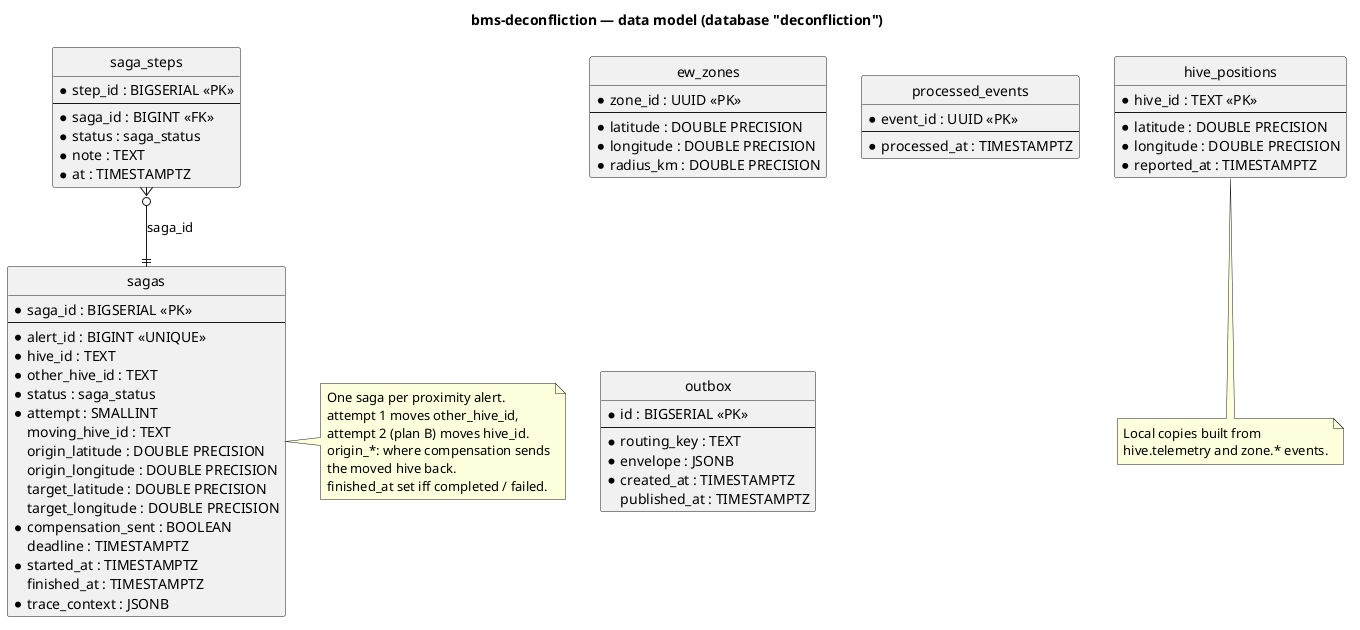 bms-deconfliction — data model (database "deconfliction")
saga_steps
step_id : BIGSERIAL «PK»
saga_id : BIGINT «FK»
status : saga_status
note : TEXT
at : TIMESTAMPTZ
ew_zones
zone_id : UUID «PK»
latitude : DOUBLE PRECISION
longitude : DOUBLE PRECISION
radius_km : DOUBLE PRECISION
processed_events
event_id : UUID «PK»
processed_at : TIMESTAMPTZ
hive_positions
hive_id : TEXT «PK»
latitude : DOUBLE PRECISION
longitude : DOUBLE PRECISION
reported_at : TIMESTAMPTZ
saga_id
sagas
saga_id : BIGSERIAL «PK»
alert_id : BIGINT «UNIQUE»
hive_id : TEXT
other_hive_id : TEXT
status : saga_status
attempt : SMALLINT
moving_hive_id : TEXT
origin_latitude : DOUBLE PRECISION
origin_longitude : DOUBLE PRECISION
target_latitude : DOUBLE PRECISION
target_longitude : DOUBLE PRECISION
compensation_sent : BOOLEAN
deadline : TIMESTAMPTZ
started_at : TIMESTAMPTZ
finished_at : TIMESTAMPTZ
trace_context : JSONB
One saga per proximity alert.
attempt 1 moves other_hive_id,
attempt 2 (plan B) moves hive_id.
origin_*: where compensation sends
the moved hive back.
finished_at set iff completed / failed.
outbox
id : BIGSERIAL «PK»
routing_key : TEXT
envelope : JSONB
created_at : TIMESTAMPTZ
published_at : TIMESTAMPTZ
Local copies built from
hive.telemetry and zone.* events.